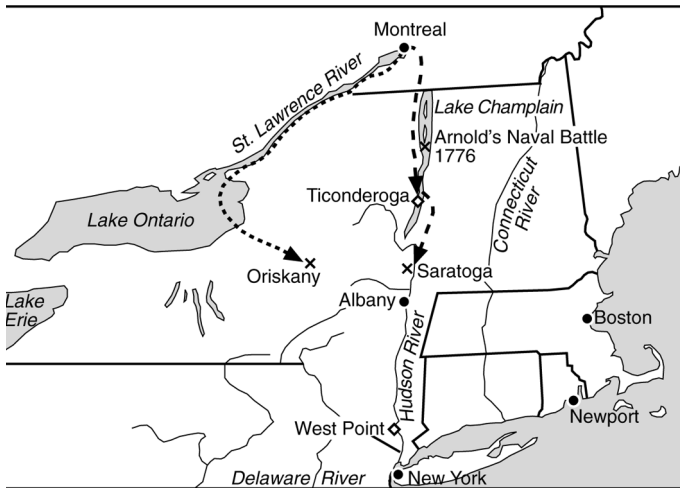 Montreal
St. Lawrence River
Lake Champlain
Arnold's Naval Battle
1776
Connecticut
River
Ticonderoga
Lake Ontario
Oriskany
Saratoga
Lake
Erie
Albany
Boston
Hudson River
Newport
West Point
Delaware River
New York